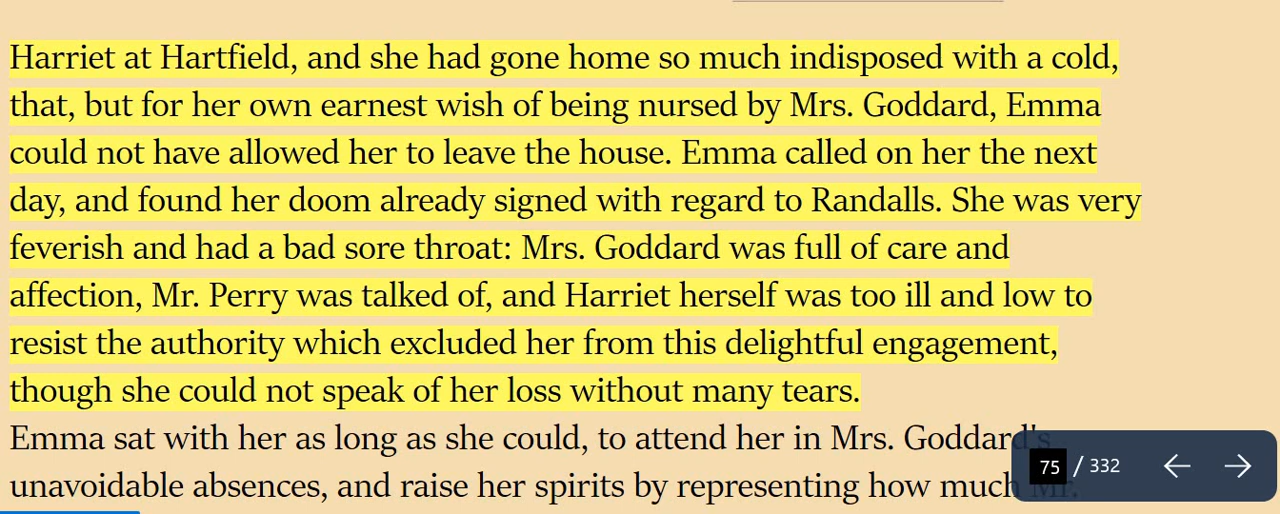 Harriet at Hartfield, and she had gone home so much indisposed with a cold,
that, but for her own earnest wish of being nursed by Mrs. Goddard, Emma
could not have allowed her to leave the house. Emma called on her the next
day, and found her doom already signed with regard to Randalls. She was very
feverish and had a bad sore throat: Mrs. Goddard was full of care and
affection, Mr. Perry was talked of, and Harriet herself was too ill and low to
resist the authority which excluded her from this delightful engagement,
though she could not speak of her loss without many tears.
Emma sat with her as long as she could, to attend her in Mrs. Goddard's
unavoidable absences, and raise her spirits by representing how much Mr.
75 / 332